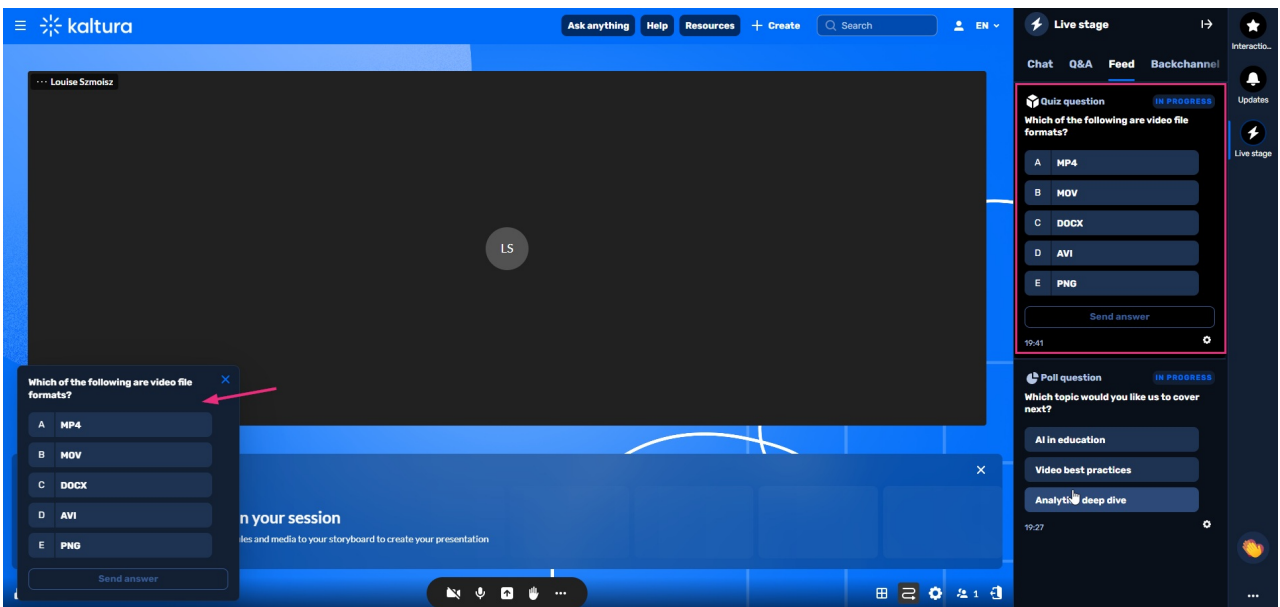 kaltura
Ask anything Help Resources + Create Search EN
Live stage
Interactio...
Chat Q&A Feed Backchannel
Updates
Live stage
... Louise Szmoisz
LS
Quiz question IN PROGRESS
Which of the following are video file
formats?
A MP4
B MOV
C DOCX
D AVI
E PNG
Send answer
19:41
Poll question IN PROGRESS
Which topic would you like us to cover
next?
AI in education
Video best practices
deep dive
19:27
Which of the following are video file
formats?
A MP4
B MOV
C DOCX
D AVI
E PNG
Send answer
n your session
les and media to your storyboard to create your presentation
1